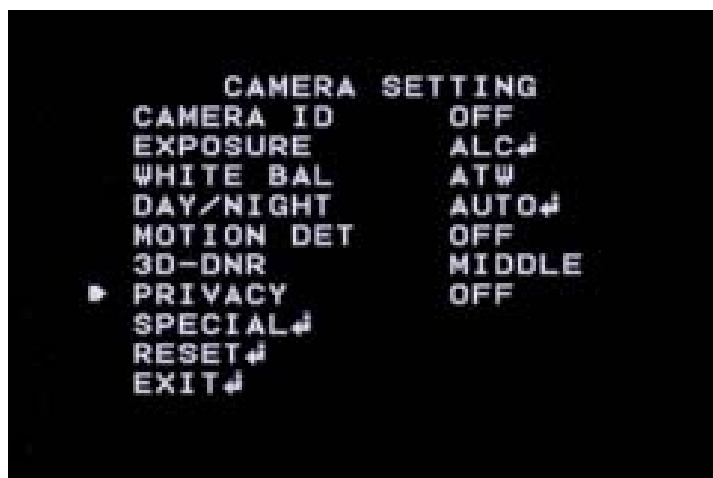 CAMERA SETTING
CAMERA ID OFF
EXPOSURE ALC↲
WHITE BAL ATW
DAY/NIGHT AUTO↲
MOTION DET OFF
3D-DNR MIDDLE
PRIVACY OFF
SPECIAL↲
RESET↲
EXIT↲